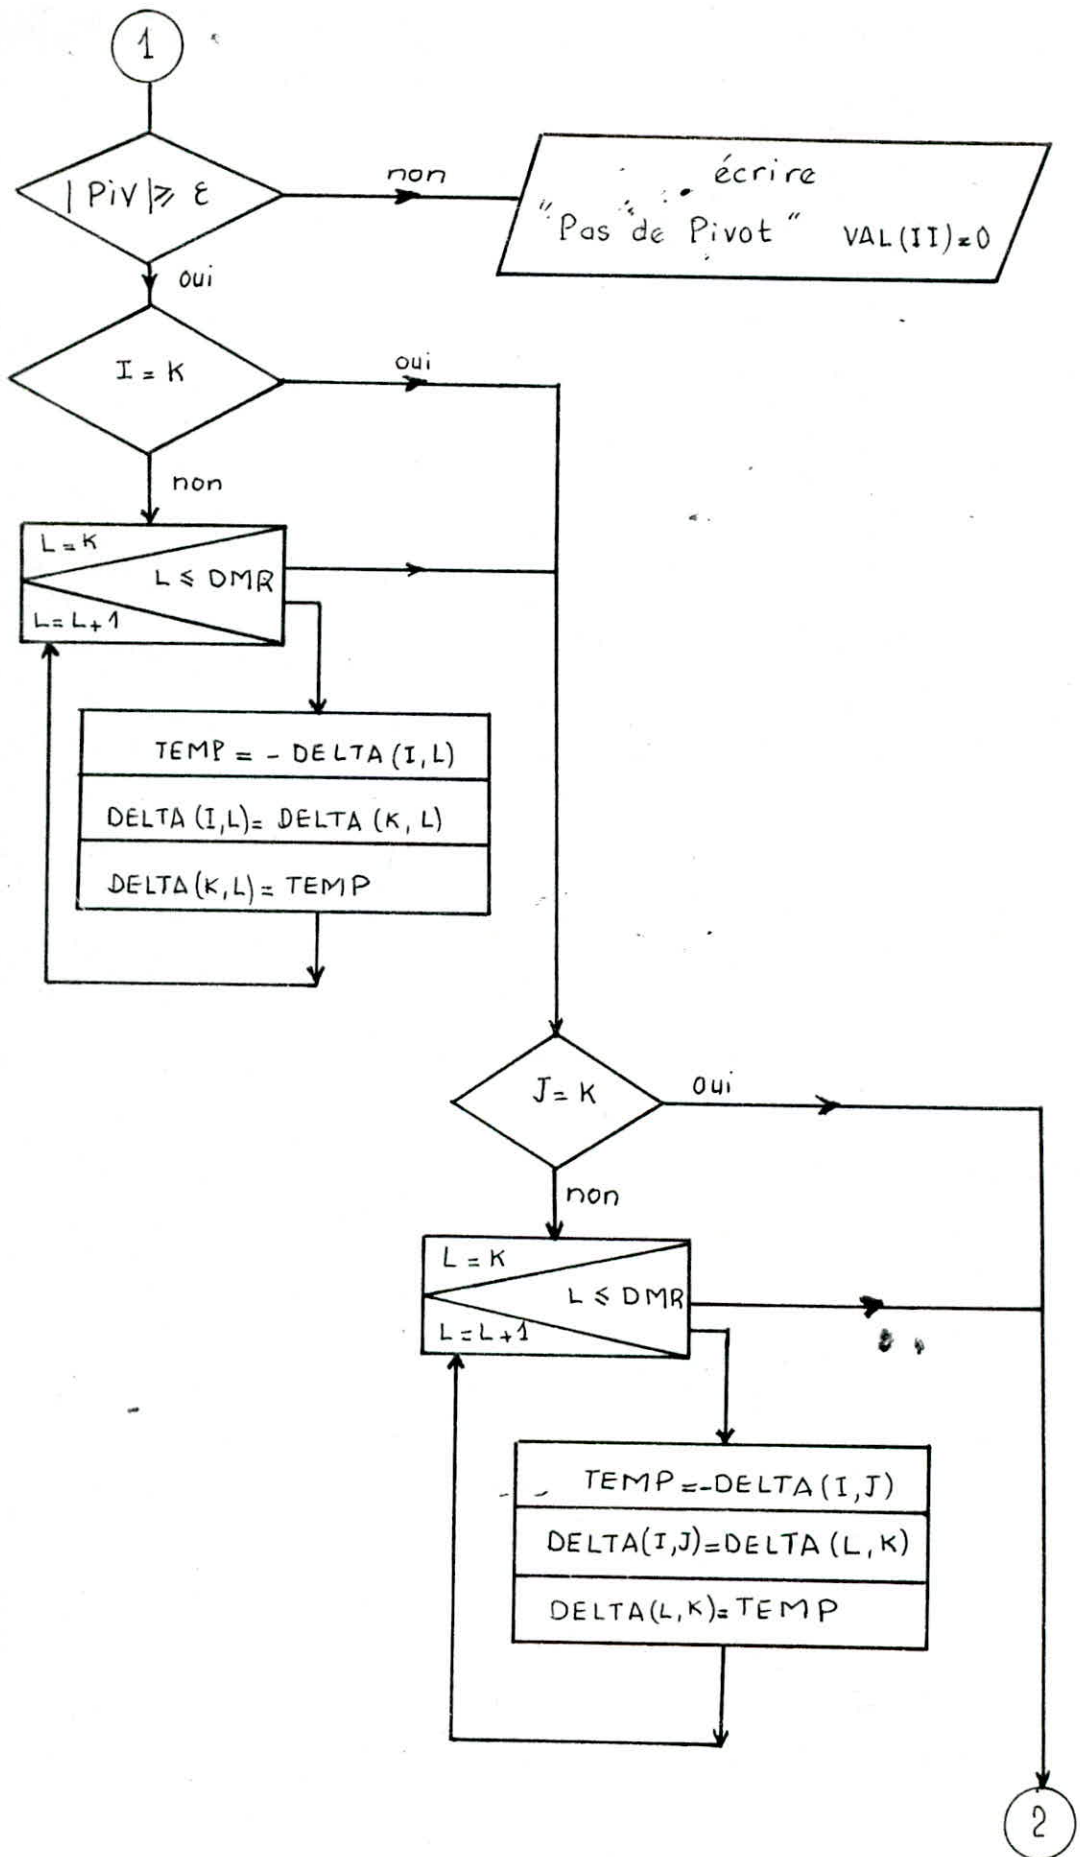 1
| PiV | ⩾ ε
non
écrire
"Pas de Pivot" VAL(II)=0
oui
I = K
oui
non
L = K
L ⩽ DMR
L = L+1
TEMP = - DELTA(I,L)
DELTA(I,L)= DELTA(K,L)
DELTA(K,L)= TEMP
J = K
oui
non
L = K
L ⩽ DMR
L = L+1
TEMP =-DELTA(I,J)
DELTA(I,J)=DELTA(L,K)
DELTA(L,K)=TEMP
2